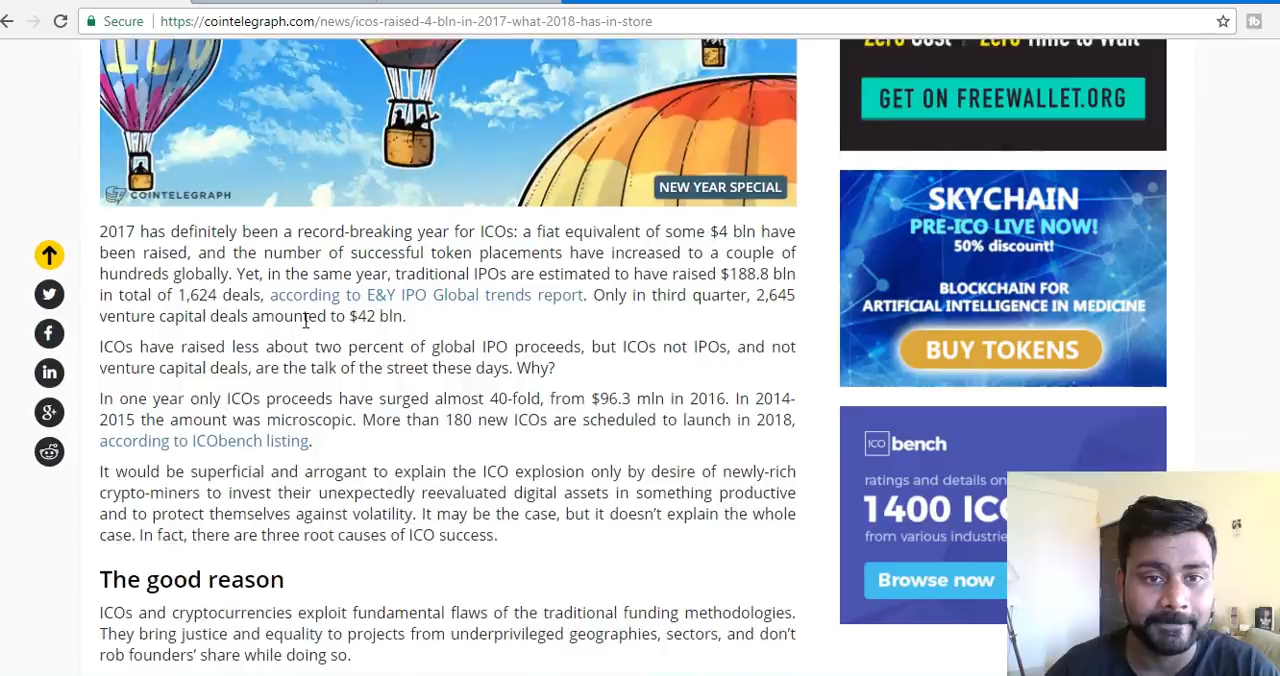 Secure
https://cointelegraph.com/news/icos-raised-4-bln-in-2017-what-2018-has-in-store
ICO
COINTELEGRAPH
NEW YEAR SPECIAL
2017 has definitely been a record-breaking year for ICOs: a fiat equivalent of some $4 bln have
been raised, and the number of successful token placements have increased to a couple of
hundreds globally. Yet, in the same year, traditional IPOs are estimated to have raised $188.8 bln
in total of 1,624 deals, according to E&Y IPO Global trends report. Only in third quarter, 2,645
venture capital deals amounted to $42 bln.
ICOs have raised less about two percent of global IPO proceeds, but ICOs not IPOs, and not
venture capital deals, are the talk of the street these days. Why?
In one year only ICOs proceeds have surged almost 40-fold, from $96.3 mln in 2016. In 2014-
2015 the amount was microscopic. More than 180 new ICOs are scheduled to launch in 2018,
according to ICObench listing.
It would be superficial and arrogant to explain the ICO explosion only by desire of newly-rich
crypto-miners to invest their unexpectedly reevaluated digital assets in something productive
and to protect themselves against volatility. It may be the case, but it doesn't explain the whole
case. In fact, there are three root causes of ICO success.
The good reason
ICOs and cryptocurrencies exploit fundamental flaws of the traditional funding methodologies.
They bring justice and equality to projects from underprivileged geographies, sectors, and don't
rob founders' share while doing so.
Zero Cost | Zero Time to Wait
GET ON FREEWALLET.ORG
SKYCHAIN
PRE-ICO LIVE NOW!
50% discount!
BLOCKCHAIN FOR
ARTIFICIAL INTELLIGENCE IN MEDICINE
BUY TOKENS
ICO bench
ratings and details on
1400 ICO
from various industrie
Browse now